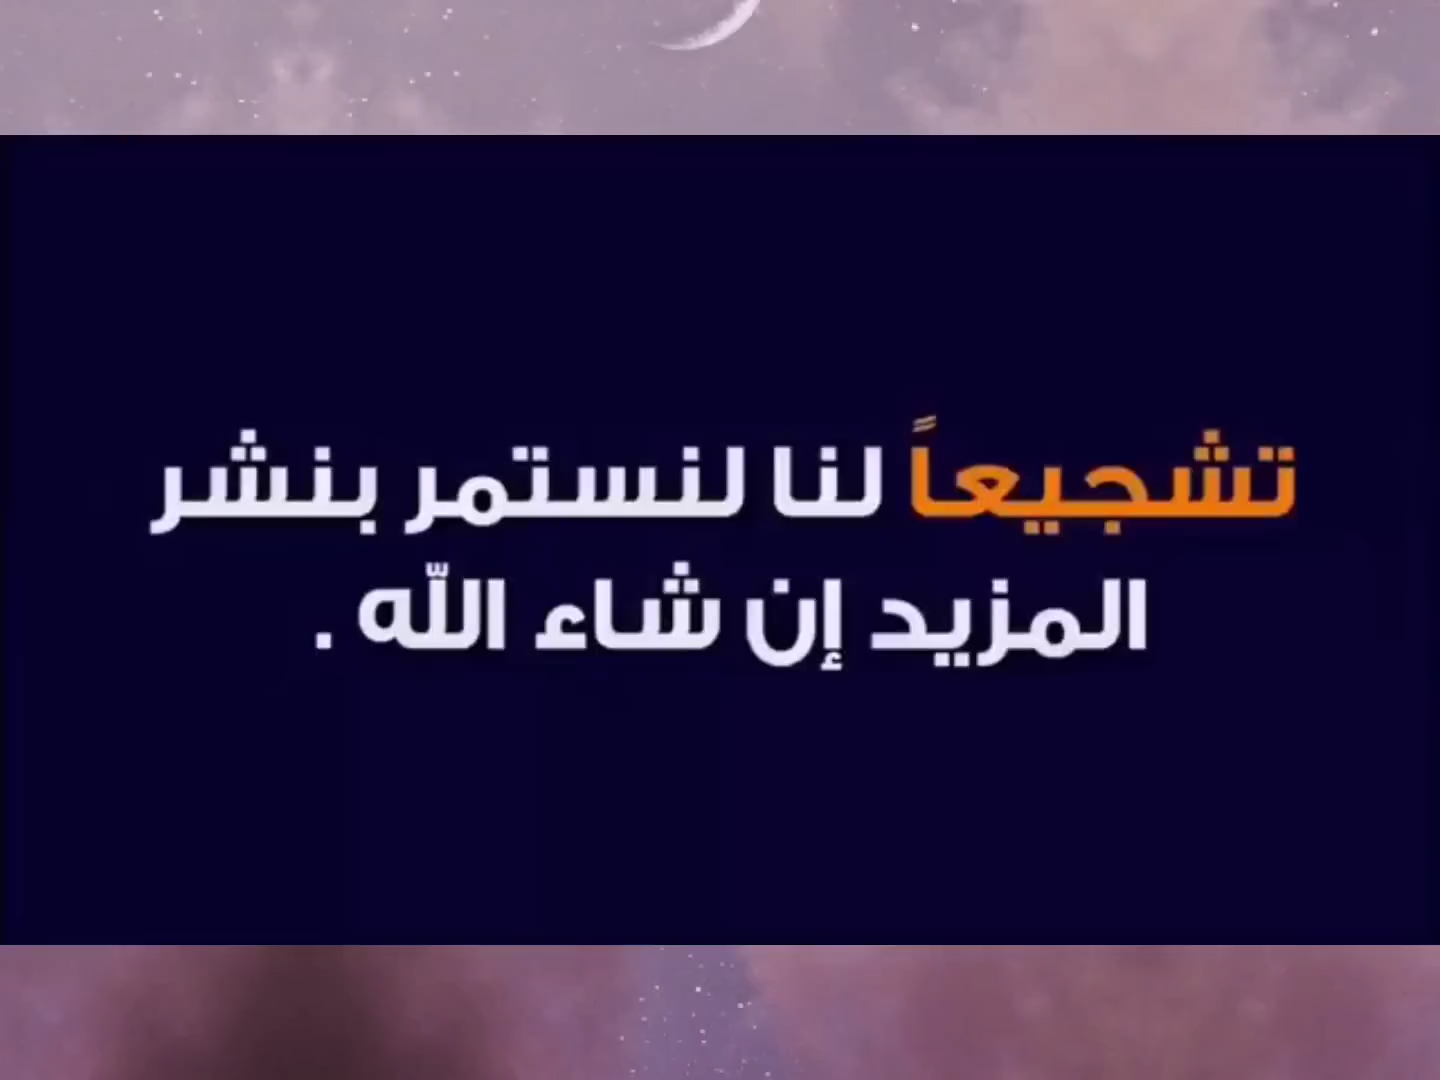 تشجيعاً لنا لنستمر بنشر
المزيد إن شاء الله .